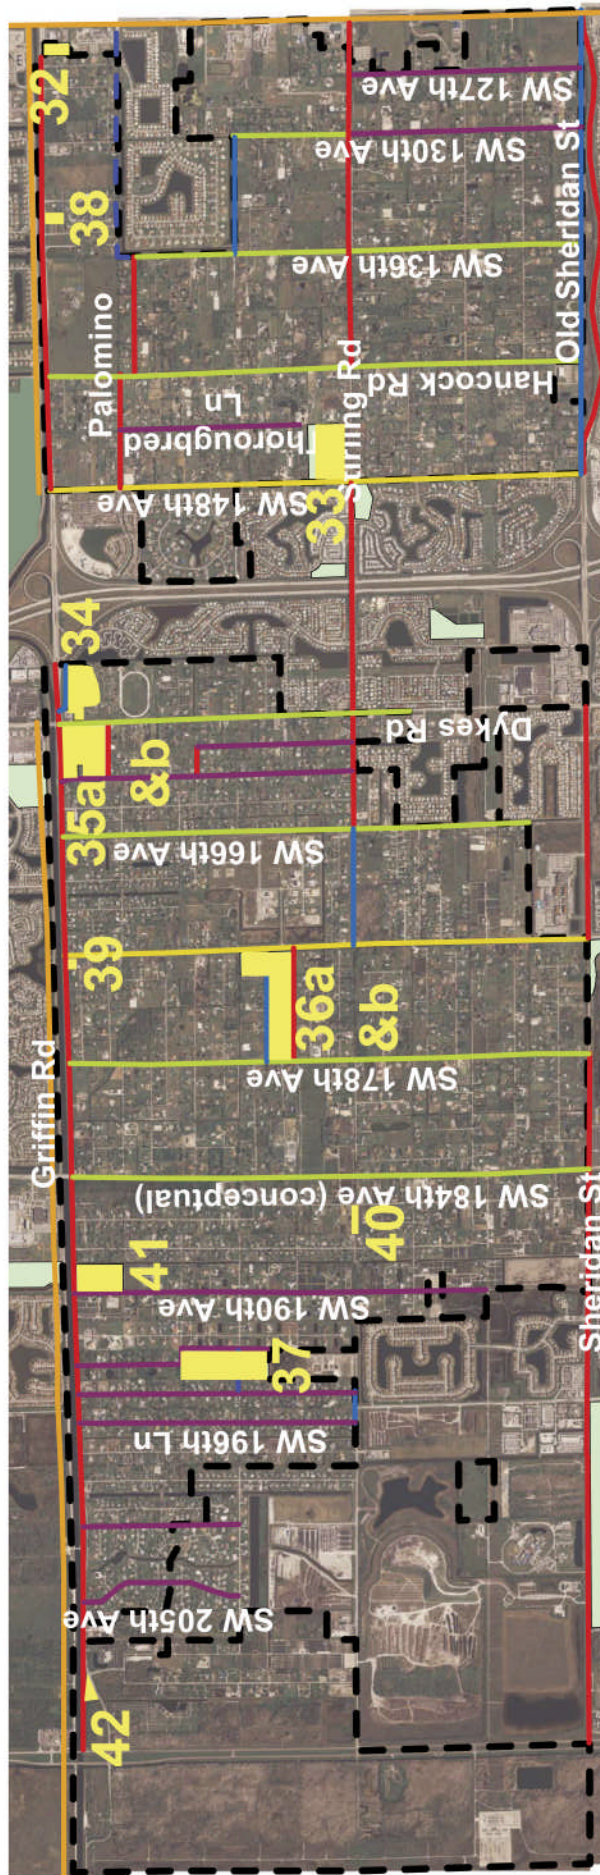 32
38
SW 127th Ave
SW 130th Ave
SW 136th Ave
Old Sheridan St
Palomino
Hancock Rd
Thorougbred
Ln
Stirling Rd
SW 148th Ave
33
34
Dykes Rd
35a
&b
SW 166th Ave
39
36a
&b
SW 178th Ave
Griffin Rd
SW 184th Ave (conceptual)
40
41
SW 190th Ave
Sheridan St
37
SW 196th Ln
SW 205th Ave
42